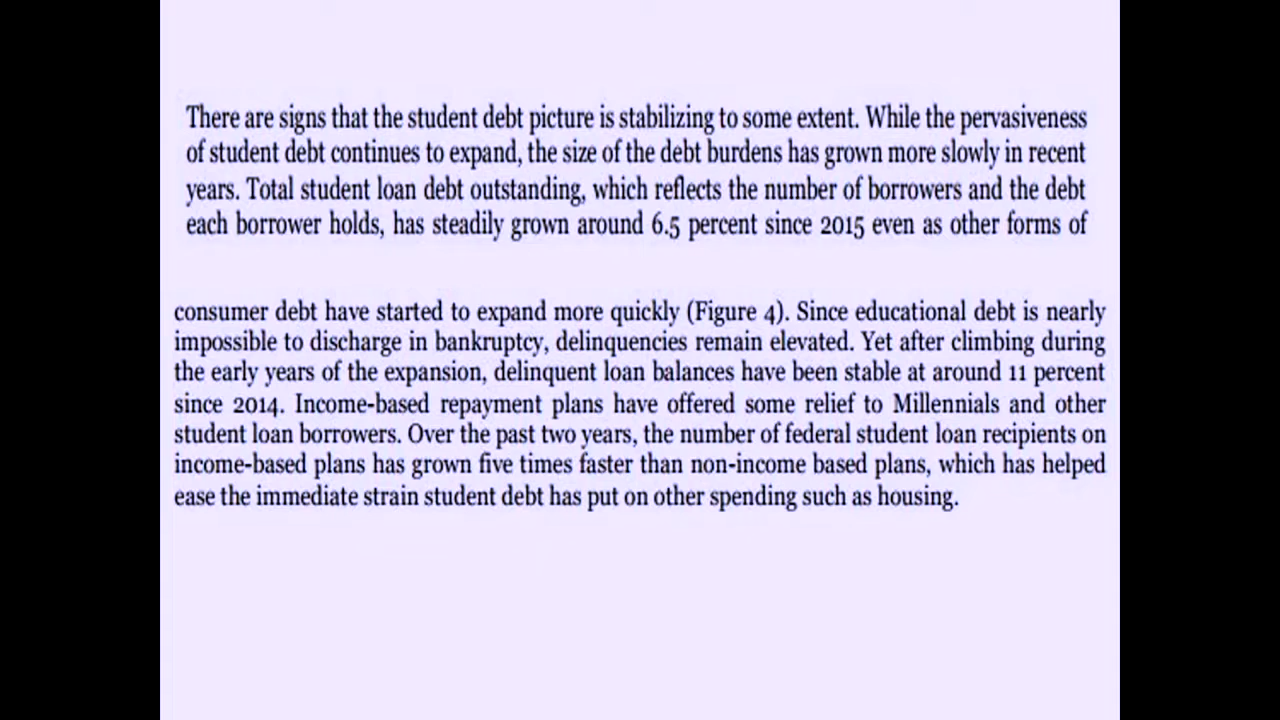 There are signs that the student debt picture is stabilizing to some extent. While the pervasiveness
of student debt continues to expand, the size of the debt burdens has grown more slowly in recent
years. Total student loan debt outstanding, which reflects the number of borrowers and the debt
each borrower holds, has steadily grown around 6.5 percent since 2015 even as other forms of
consumer debt have started to expand more quickly (Figure 4). Since educational debt is nearly
impossible to discharge in bankruptcy, delinquencies remain elevated. Yet after climbing during
the early years of the expansion, delinquent loan balances have been stable at around 11 percent
since 2014. Income-based repayment plans have offered some relief to Millennials and other
student loan borrowers. Over the past two years, the number of federal student loan recipients on
income-based plans has grown five times faster than non-income based plans, which has helped
ease the immediate strain student debt has put on other spending such as housing.